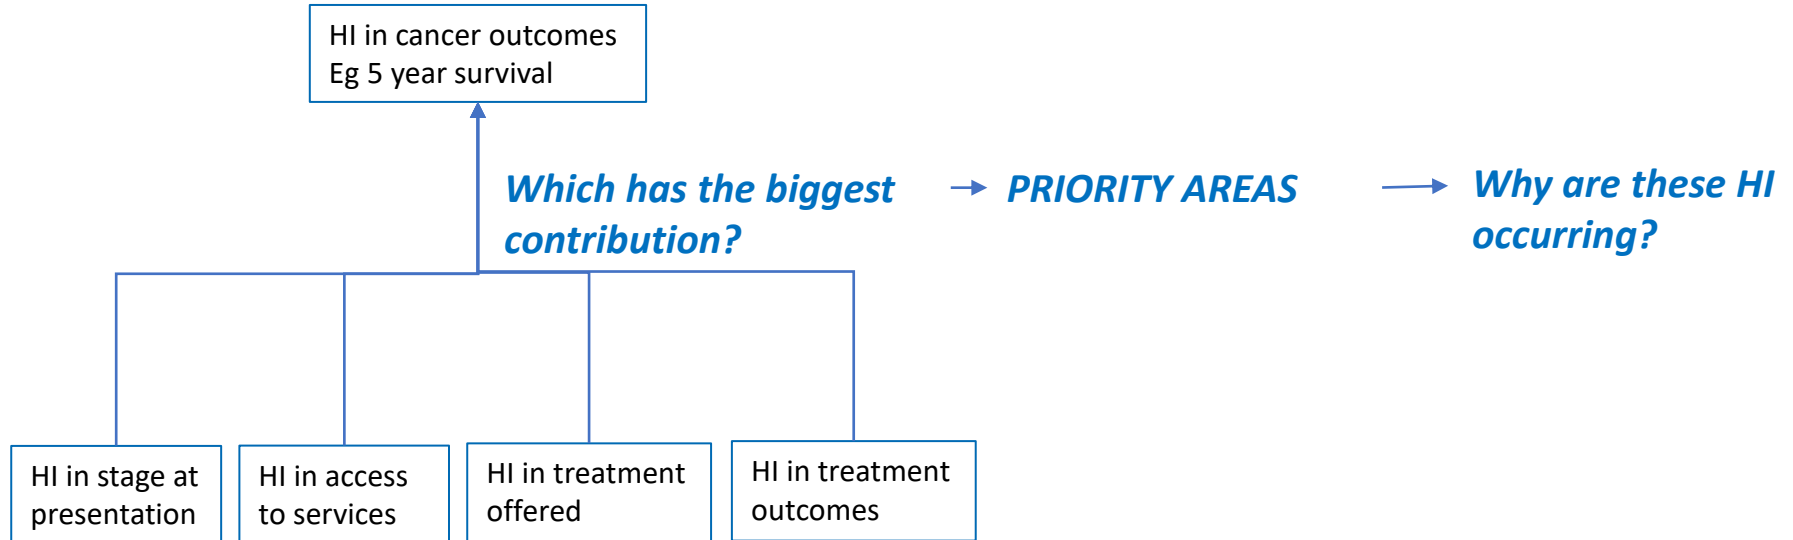 HI in cancer outcomes
Eg 5 year survival
Which has the biggest
contribution?
PRIORITY AREAS
Why are these HI
occurring?
HI in stage at
presentation
HI in access
to services
HI in treatment
offered
HI in treatment
outcomes